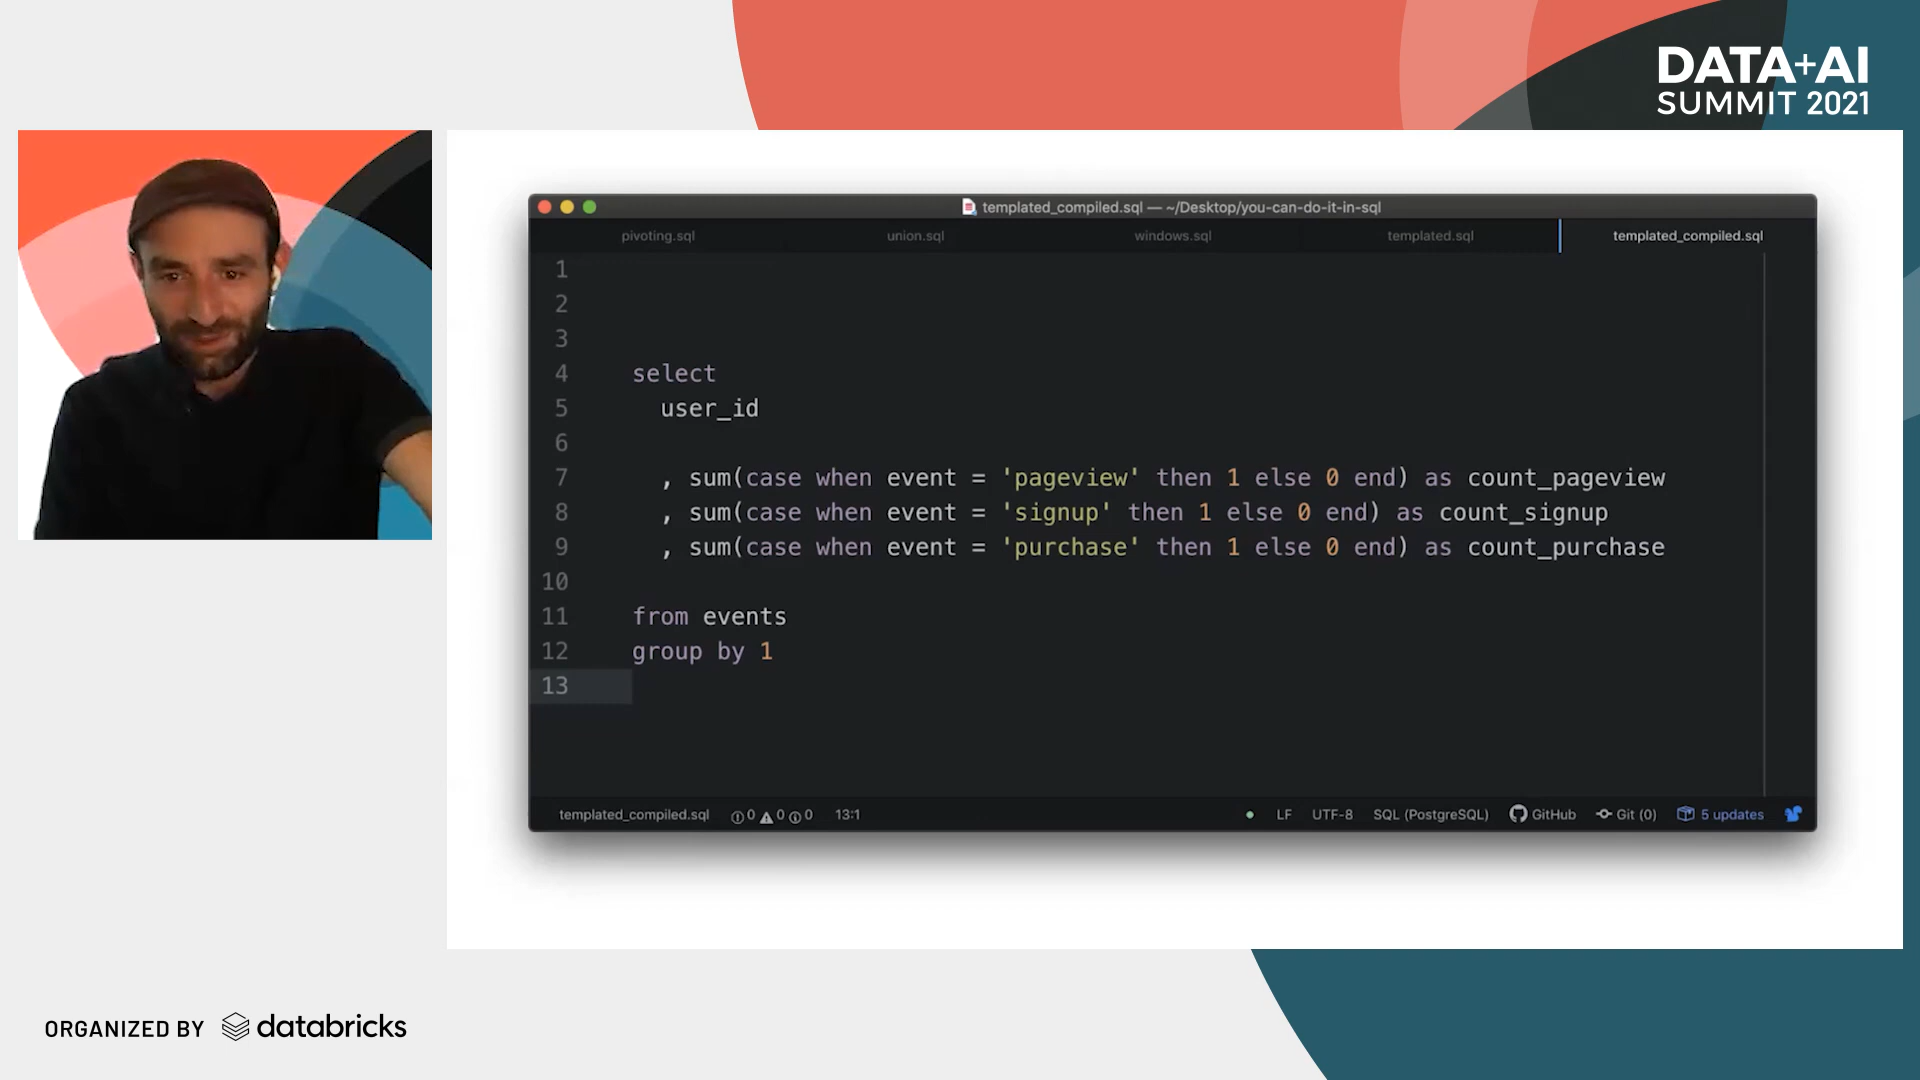 DATA+AI
SUMMIT 2021
templated_compiled.sql — ~/Desktop/you-can-do-it-in-sql
pivoting.sql union.sql windows.sql templated.sql templated_compiled.sql
1
2
3
4 select
5 user_id
6
7 , sum(case when event = 'pageview' then 1 else 0 end) as count_pageview
8 , sum(case when event = 'signup' then 1 else 0 end) as count_signup
9 , sum(case when event = 'purchase' then 1 else 0 end) as count_purchase
10
11 from events
12 group by 1
13
templated_compiled.sql 0 0 0 13:1 LF UTF-8 SQL (PostgreSQL) GitHub Git (0) 5 updates
ORGANIZED BY databricks